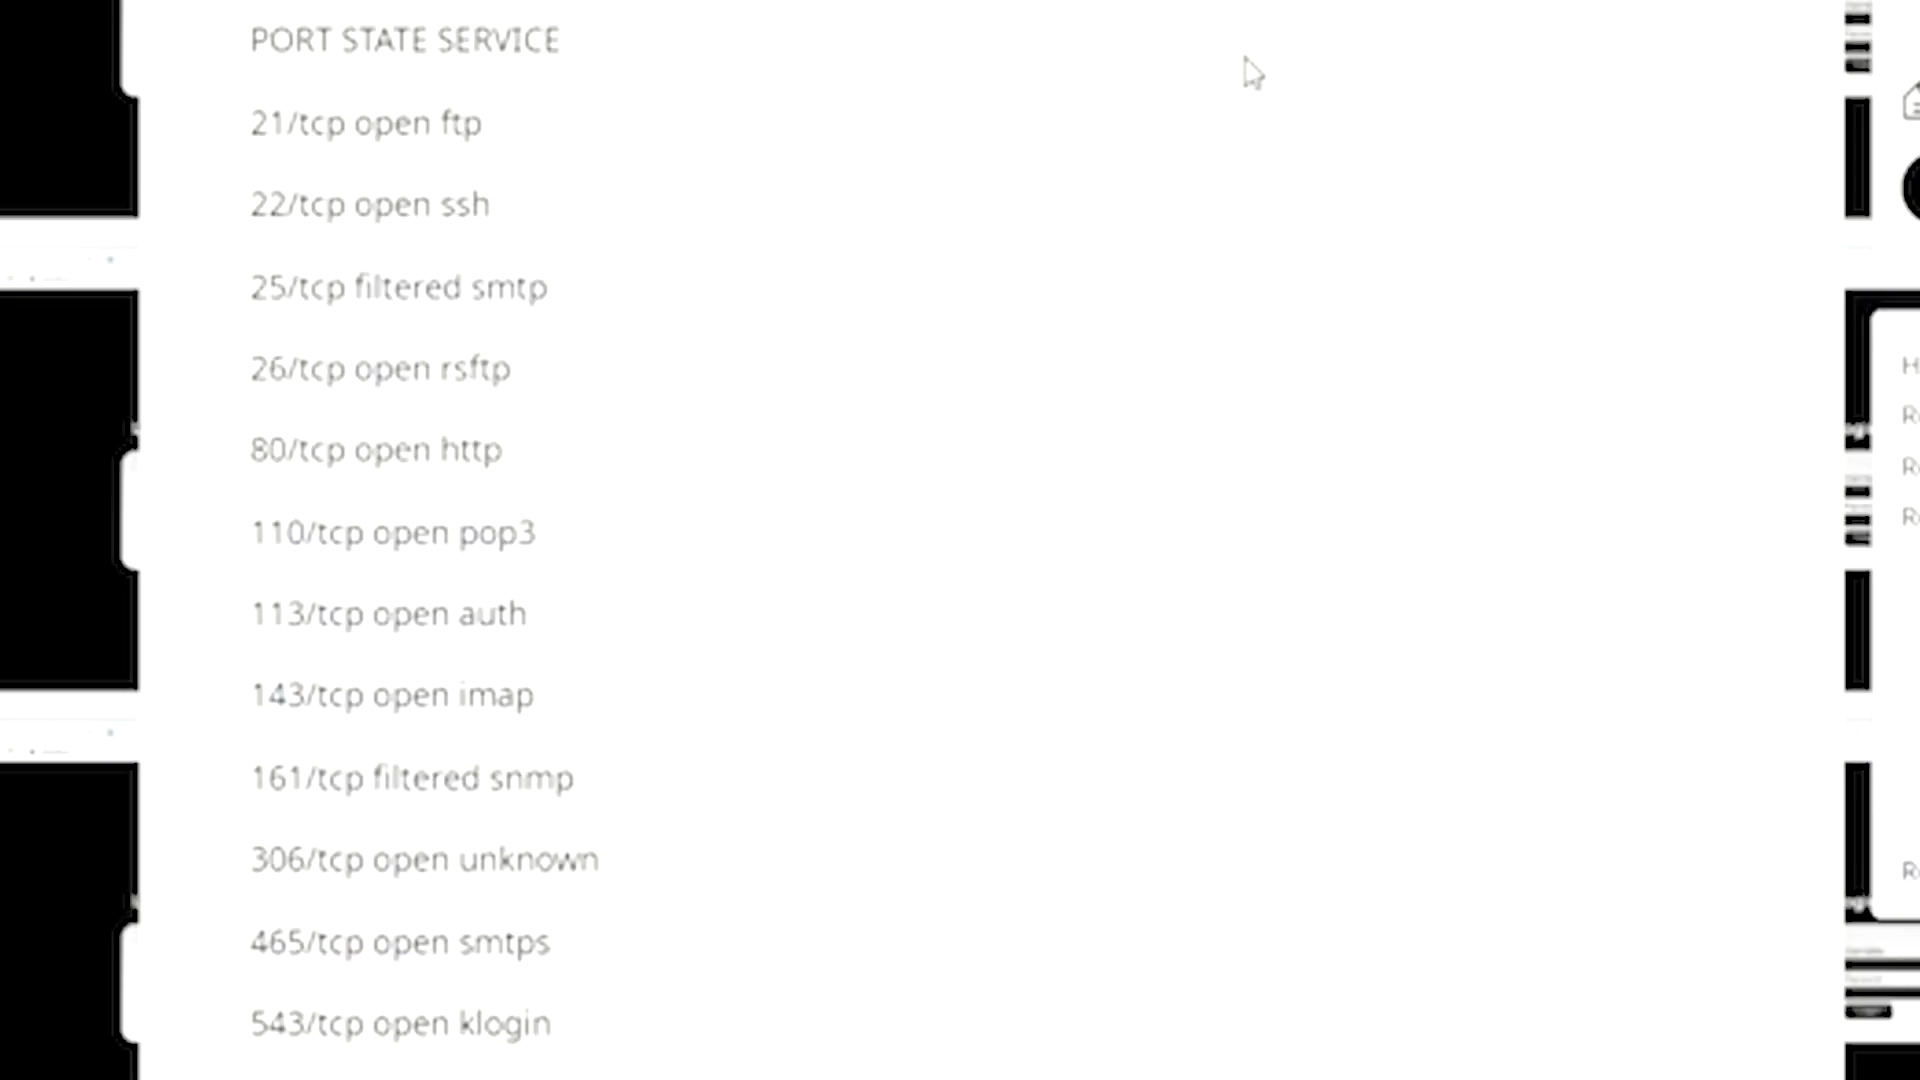 PORT STATE SERVICE
21/tcp open ftp
22/tcp open ssh
25/tcp filtered smtp
26/tcp open rsftp
80/tcp open http
110/tcp open pop3
113/tcp open auth
143/tcp open imap
161/tcp filtered snmp
306/tcp open unknown
465/tcp open smtps
543/tcp open klogin